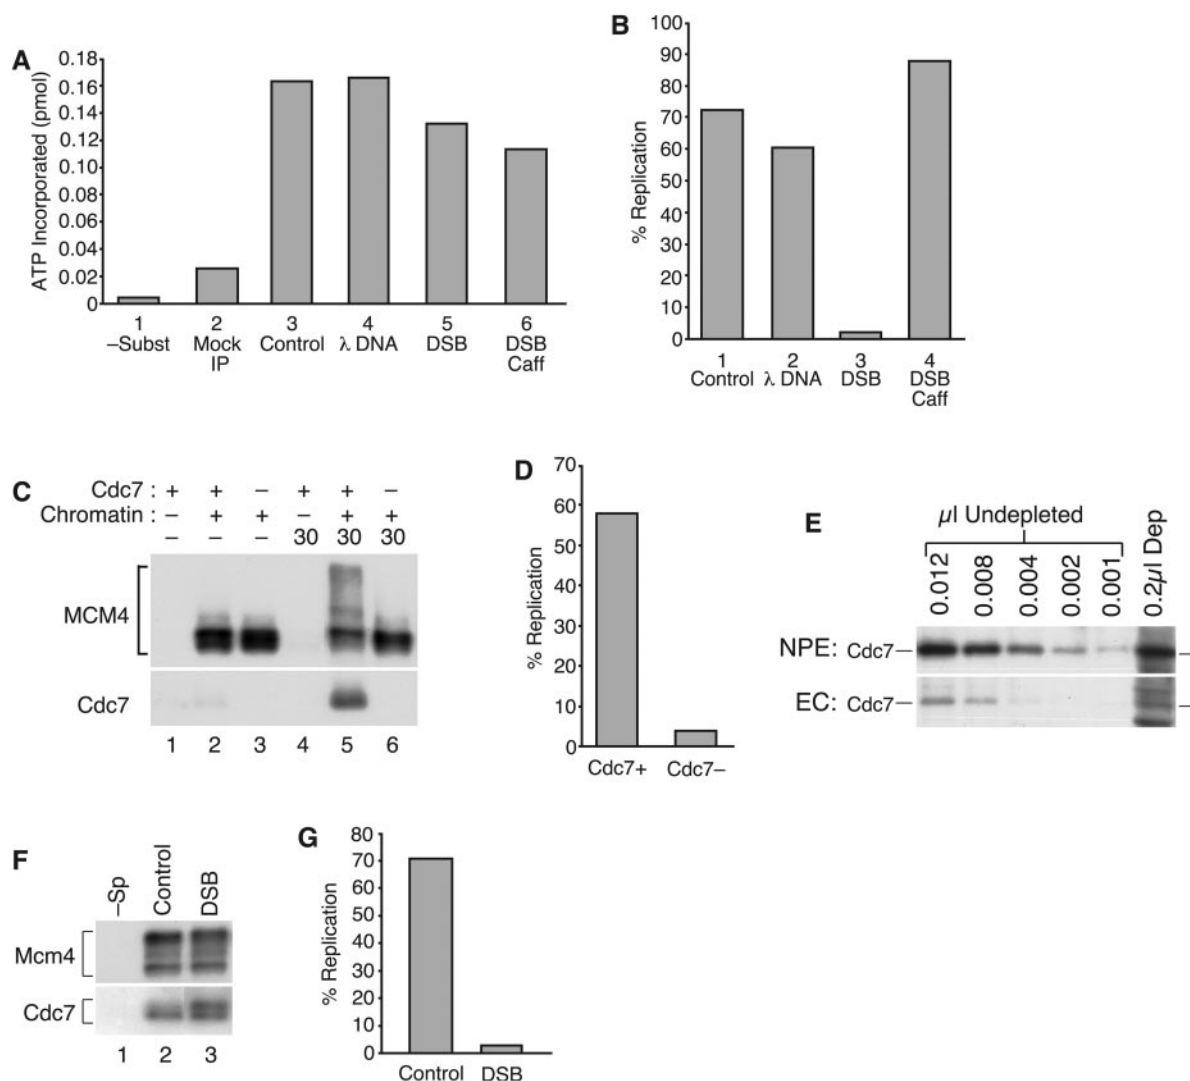 A
ATP Incorporated (pmol)
0.18
0.16
0.14
0.12
0.10
0.08
0.06
0.04
0.02
0
1 2 3 4 5 6
–Subst Mock IP Control λ DNA DSB DSB Caff
B
% Replication
100
90
80
70
60
50
40
30
20
10
0
1 2 3 4
Control λ DNA DSB DSB Caff
C
Cdc7 : + + – + + –
Chromatin : – + + – + +
– – – 30 30 30
MCM4
Cdc7
1 2 3 4 5 6
D
% Replication
70
60
50
40
30
20
10
0
Cdc7+ Cdc7–
E
µl Undepleted
0.012 0.008 0.004 0.002 0.001 0.2µl Dep
NPE: Cdc7– –
EC: Cdc7– –
F
–Sp Control DSB
Mcm4
Cdc7
1 2 3
G
% Replication
80
70
60
50
40
30
20
10
0
Control DSB